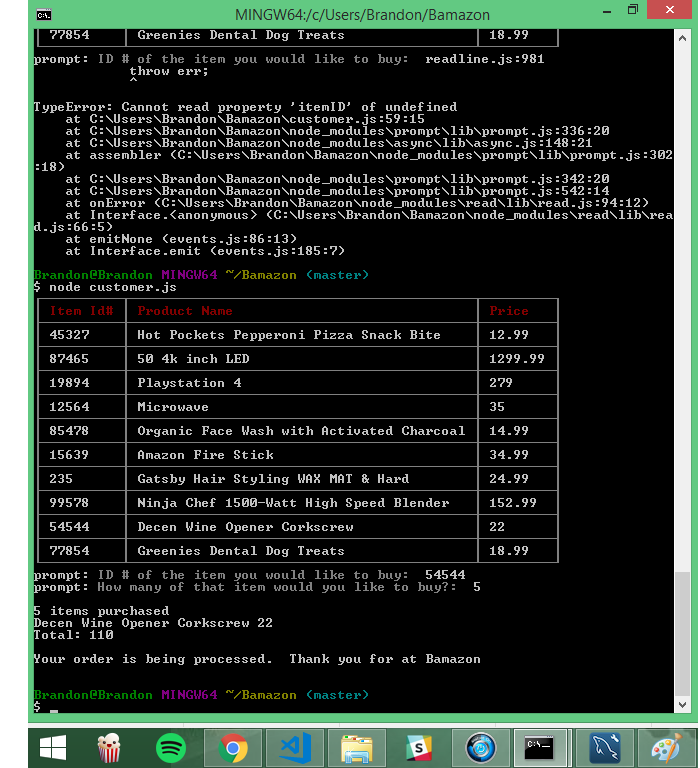 MINGW64:/c/Users/Brandon/Bamazon
77854 Greenies Dental Dog Treats 18.99
prompt: ID # of the item you would like to buy:  readline.js:981
            throw err;
            ^
TypeError: Cannot read property 'itemID' of undefined
    at C:\Users\Brandon\Bamazon\customer.js:59:15
    at C:\Users\Brandon\Bamazon\node_modules\prompt\lib\prompt.js:336:20
    at C:\Users\Brandon\Bamazon\node_modules\async\lib\async.js:148:21
    at assembler (C:\Users\Brandon\Bamazon\node_modules\prompt\lib\prompt.js:302
:18)
    at C:\Users\Brandon\Bamazon\node_modules\prompt\lib\prompt.js:342:20
    at C:\Users\Brandon\Bamazon\node_modules\prompt\lib\prompt.js:542:14
    at onError (C:\Users\Brandon\Bamazon\node_modules\read\lib\read.js:94:12)
    at Interface.<anonymous> (C:\Users\Brandon\Bamazon\node_modules\read\lib\rea
d.js:66:5)
    at emitNone (events.js:86:13)
    at Interface.emit (events.js:185:7)
Brandon@Brandon MINGW64 ~/Bamazon (master)
$ node customer.js
Item Id# Product Name Price
45327 Hot Pockets Pepperoni Pizza Snack Bite 12.99
87465 50 4k inch LED 1299.99
19894 Playstation 4 279
12564 Microwave 35
85478 Organic Face Wash with Activated Charcoal 14.99
15639 Amazon Fire Stick 34.99
235 Gatsby Hair Styling WAX MAT & Hard 24.99
99578 Ninja Chef 1500-Watt High Speed Blender 152.99
54544 Decen Wine Opener Corkscrew 22
77854 Greenies Dental Dog Treats 18.99
prompt: ID # of the item you would like to buy:  54544
prompt: How many of that item would you like to buy?:  5
5 items purchased
Decen Wine Opener Corkscrew 22
Total: 110
Your order is being processed.  Thank you for at Bamazon
Brandon@Brandon MINGW64 ~/Bamazon (master)
$ _